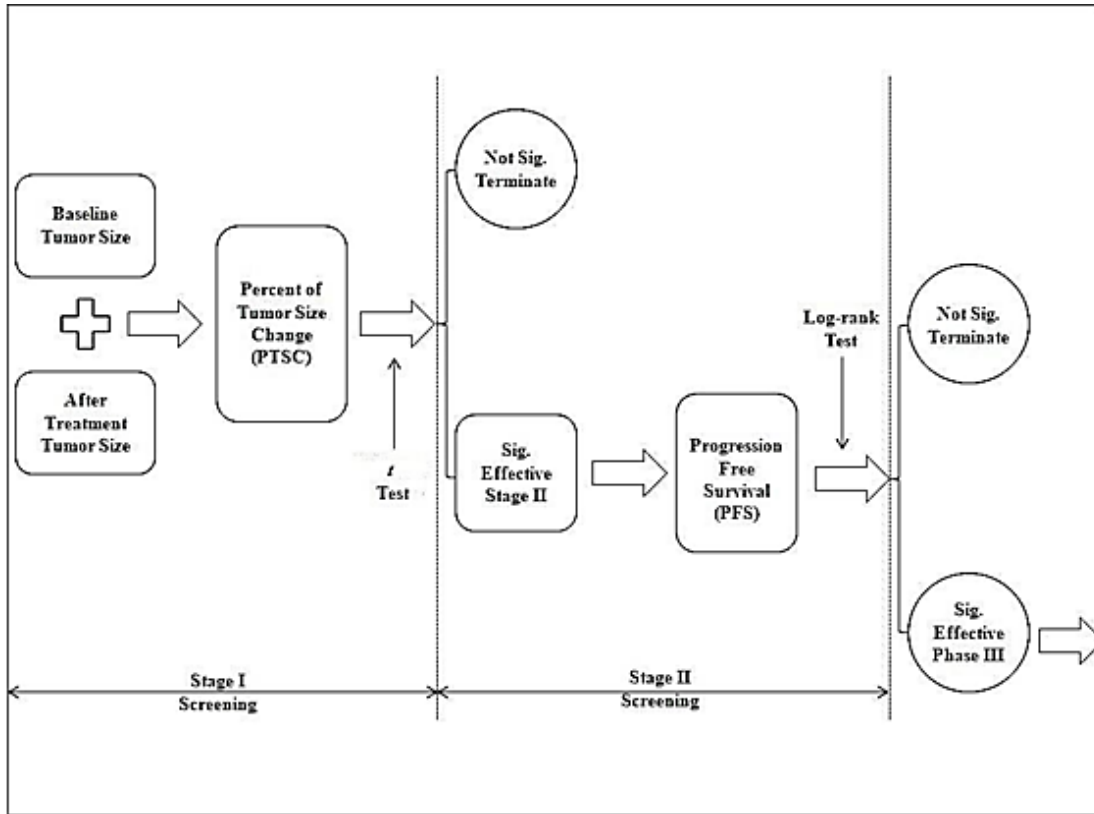 Baseline
Tumor Size
After
Treatment
Tumor Size
Percent of
Tumor Size
Change
(PTSC)
t
Test
Not Sig.
Terminate
Sig.
Effective
Stage II
Progression
Free
Survival
(PFS)
Log-rank
Test
Not Sig.
Terminate
Sig.
Effective
Phase III
Stage I
Screening
Stage II
Screening